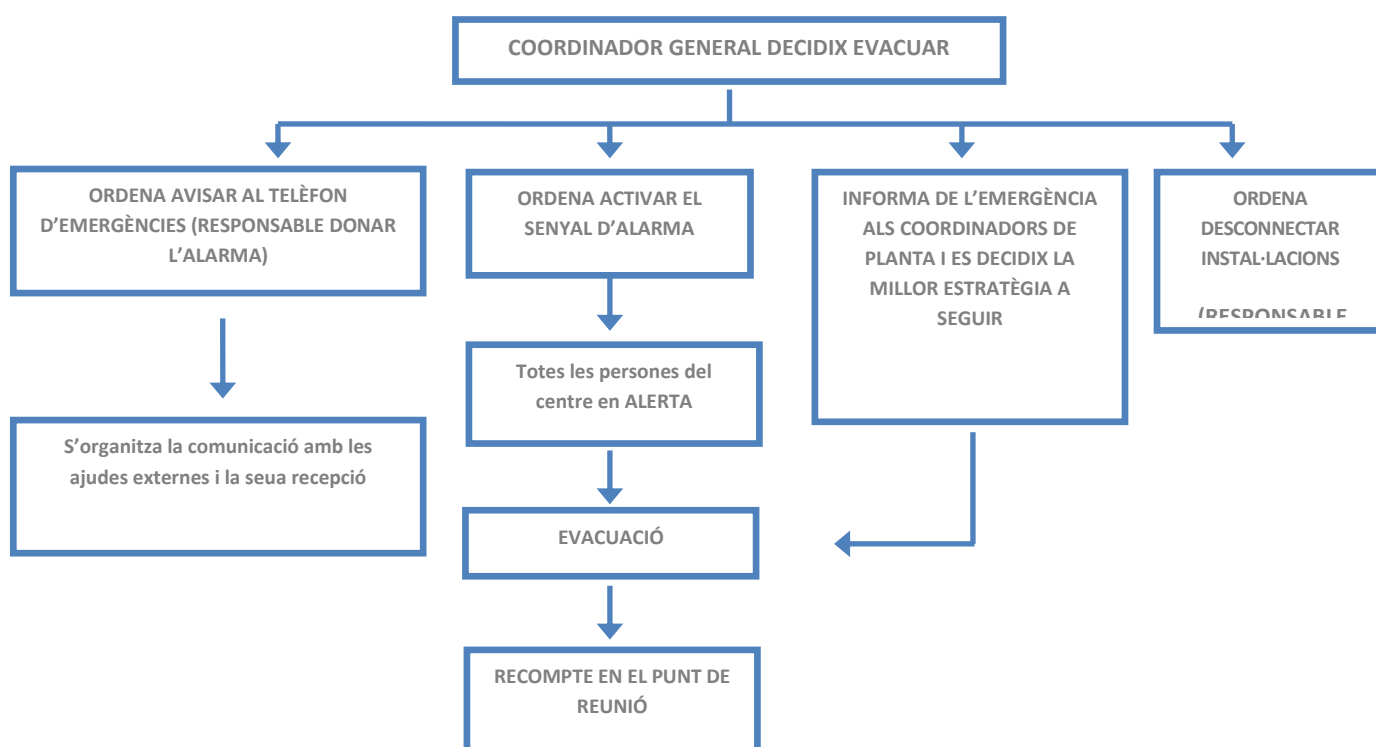 COORDINADOR GENERAL DECIDIX EVACUAR
ORDENA AVISAR AL TELÈFON
D’EMERGÈNCIES (RESPONSABLE DONAR
L’ALARMA)
ORDENA ACTIVAR EL
SENYAL D’ALARMA
INFORMA DE L’EMERGÈNCIA
ALS COORDINADORS DE
PLANTA I ES DECIDIX LA
MILLOR ESTRATÈGIA A
SEGUIR
ORDENA
DESCONNECTAR
INSTAL·LACIONS
(RESPONSABLE
Totes les persones del
centre en ALERTA
S’organitza la comunicació amb les
ajudes externes i la seua recepció
EVACUACIÓ
RECOMPTE EN EL PUNT DE
REUNIÓ